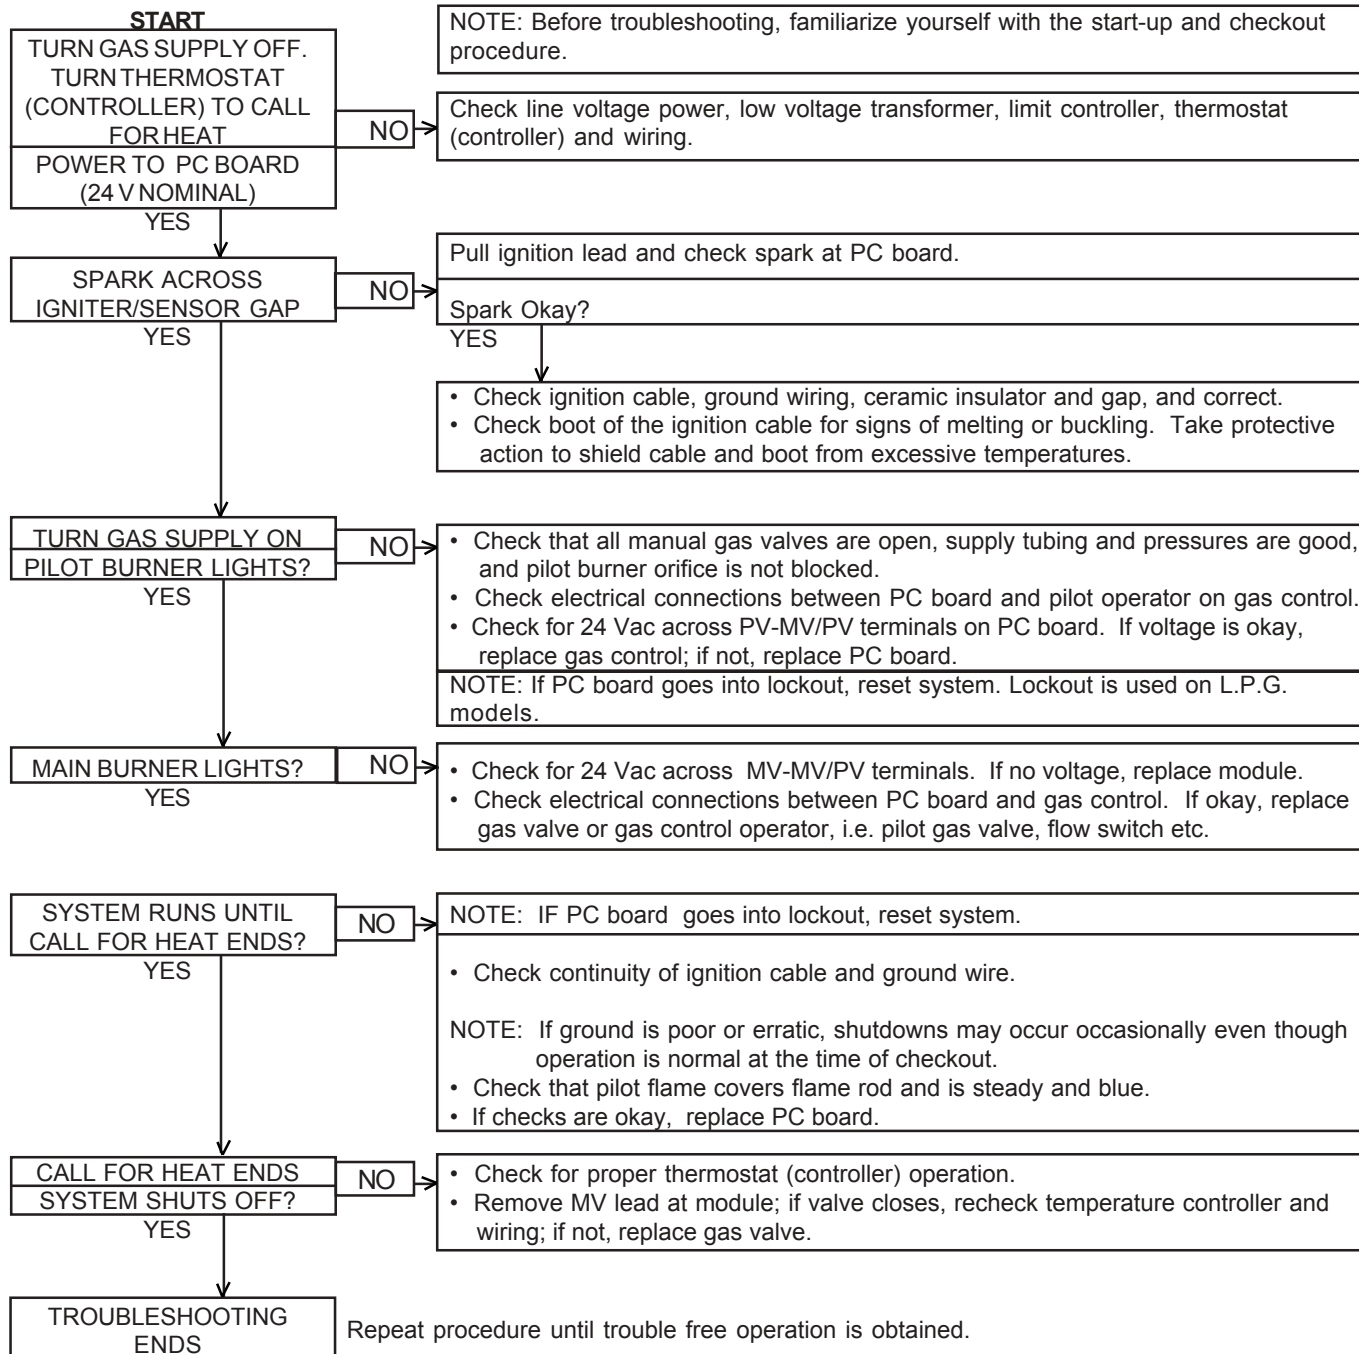 START
NOTE: Before troubleshooting, familiarize yourself with the start-up and checkout
procedure.
TURN GAS SUPPLY OFF.
TURN THERMOSTAT
(CONTROLLER) TO CALL
FOR HEAT
NO
Check line voltage power, low voltage transformer, limit controller, thermostat
(controller) and wiring.
POWER TO PC BOARD
(24 V NOMINAL)
YES
SPARK ACROSS
IGNITER/SENSOR GAP
NO
Pull ignition lead and check spark at PC board.
Spark Okay?
YES
YES
• Check ignition cable, ground wiring, ceramic insulator and gap, and correct.
• Check boot of the ignition cable for signs of melting or buckling. Take protective
action to shield cable and boot from excessive temperatures.
TURN GAS SUPPLY ON
PILOT BURNER LIGHTS?
NO
• Check that all manual gas valves are open, supply tubing and pressures are good,
and pilot burner orifice is not blocked.
• Check electrical connections between PC board and pilot operator on gas control.
• Check for 24 Vac across PV-MV/PV terminals on PC board. If voltage is okay,
replace gas control; if not, replace PC board.
NOTE: If PC board goes into lockout, reset system. Lockout is used on L.P.G.
models.
YES
MAIN BURNER LIGHTS?
NO
• Check for 24 Vac across MV-MV/PV terminals. If no voltage, replace module.
• Check electrical connections between PC board and gas control. If okay, replace
gas valve or gas control operator, i.e. pilot gas valve, flow switch etc.
YES
SYSTEM RUNS UNTIL
CALL FOR HEAT ENDS?
NO
NOTE: IF PC board goes into lockout, reset system.
• Check continuity of ignition cable and ground wire.
NOTE: If ground is poor or erratic, shutdowns may occur occasionally even though
operation is normal at the time of checkout.
• Check that pilot flame covers flame rod and is steady and blue.
• If checks are okay, replace PC board.
YES
CALL FOR HEAT ENDS
SYSTEM SHUTS OFF?
NO
• Check for proper thermostat (controller) operation.
• Remove MV lead at module; if valve closes, recheck temperature controller and
wiring; if not, replace gas valve.
YES
TROUBLESHOOTING
ENDS
Repeat procedure until trouble free operation is obtained.